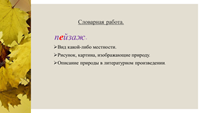 Словарная работа.
пейзаж
➢Вид какой-либо местности.
➢Рисунок, картина, изображающие природу.
➢Описание природы в литературном произведении.